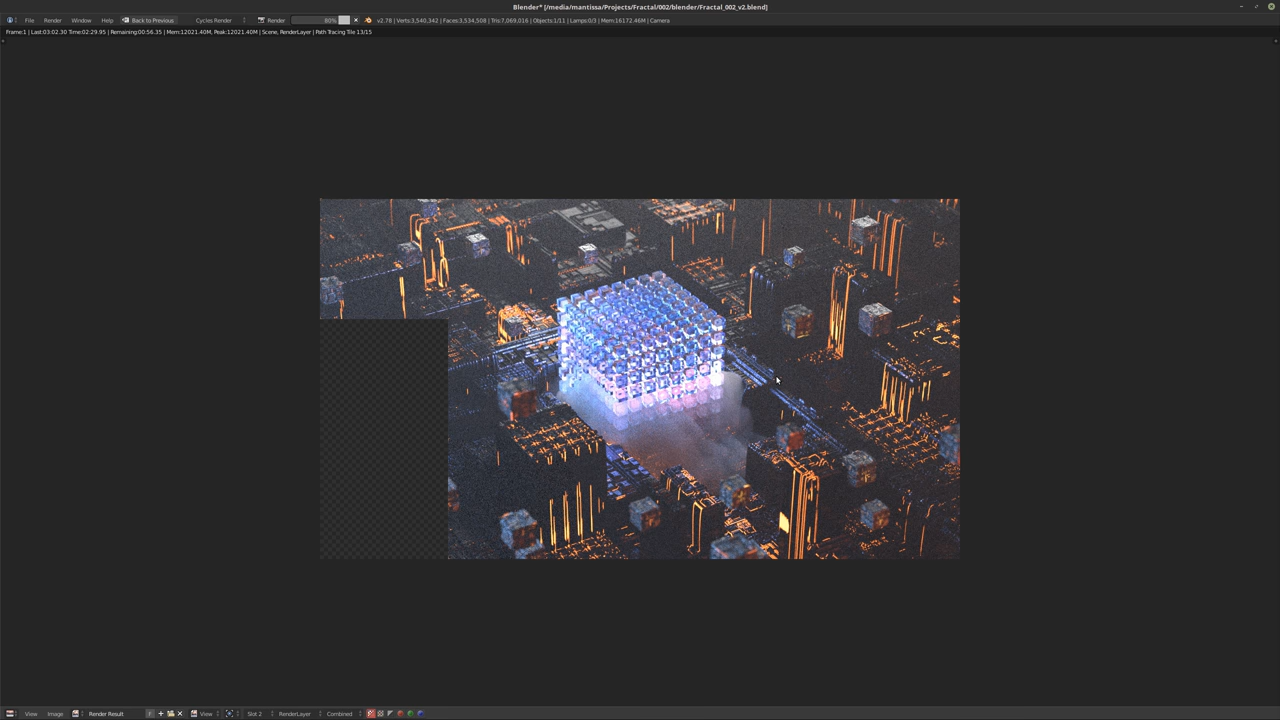 Blender* [/media/mantissa/Projects/Fractal/002/blender/Fractal_002_v2.blend]
File Render Window Help Back to Previous Cycles Render Render 80% v2.78 | Verts:3,540,342 | Faces:3,534,508 | Tris:7,069,016 | Objects:1/11 | Lamps:0/3 | Mem:16172.46M | Camera
Frame:1 | Last:03:02.30 Time:02:29.95 | Remaining:00:56.35 | Mem:12021.40M, Peak:12021.40M | Scene, RenderLayer | Path Tracing Tile 13/15
View Image Render Result F View Slot 2 RenderLayer Combined